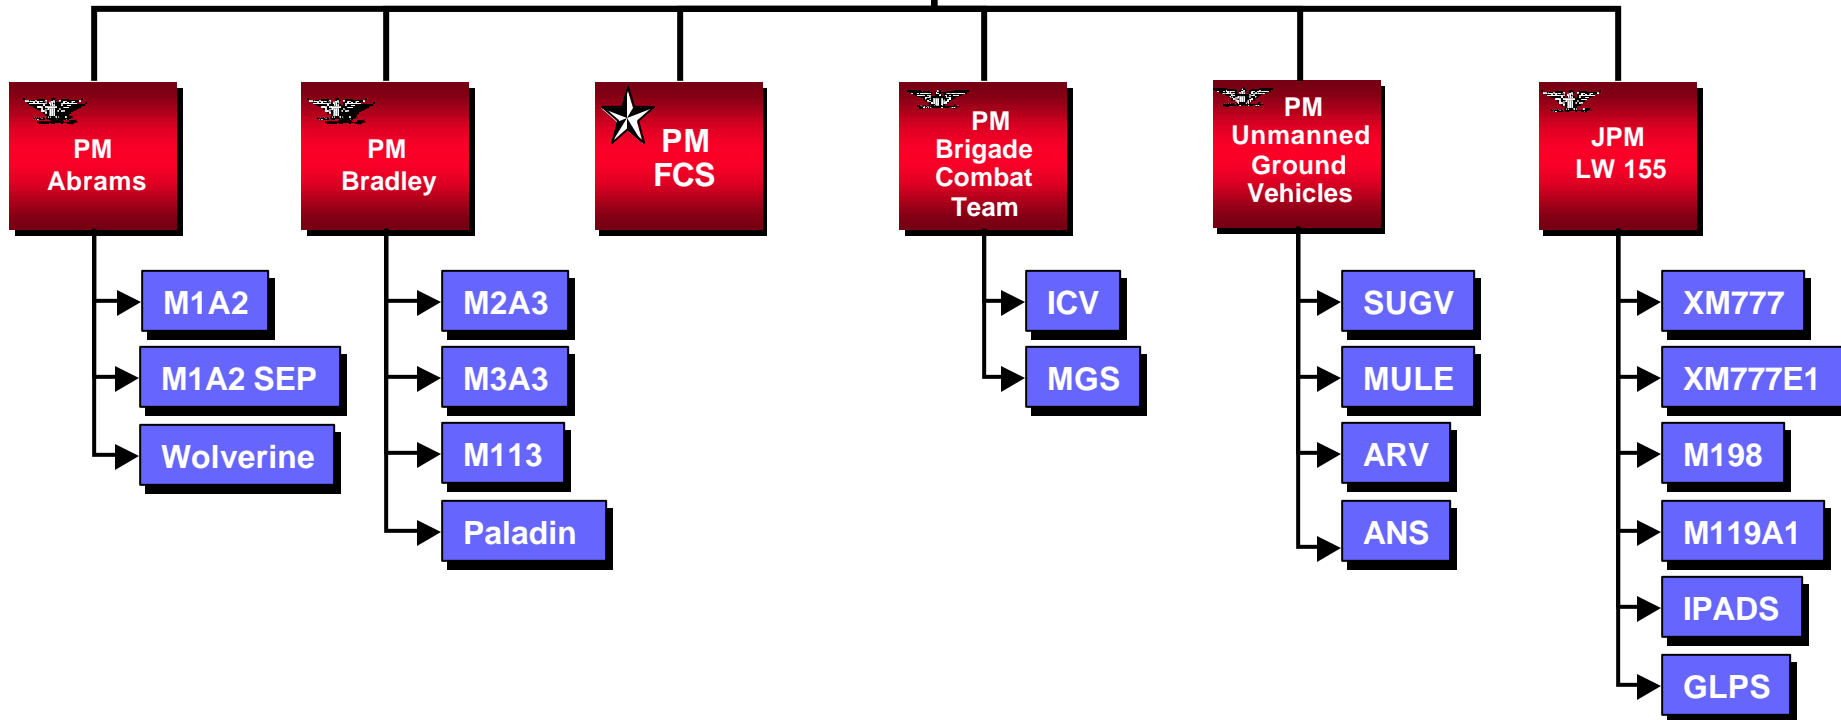 PM
Abrams
PM
Bradley
PM
FCS
PM
Brigade
Combat
Team
PM
Unmanned
Ground
Vehicles
JPM
LW 155
M1A2
M1A2 SEP
Wolverine
M2A3
M3A3
M113
Paladin
ICV
MGS
SUGV
MULE
ARV
ANS
XM777
XM777E1
M198
M119A1
IPADS
GLPS